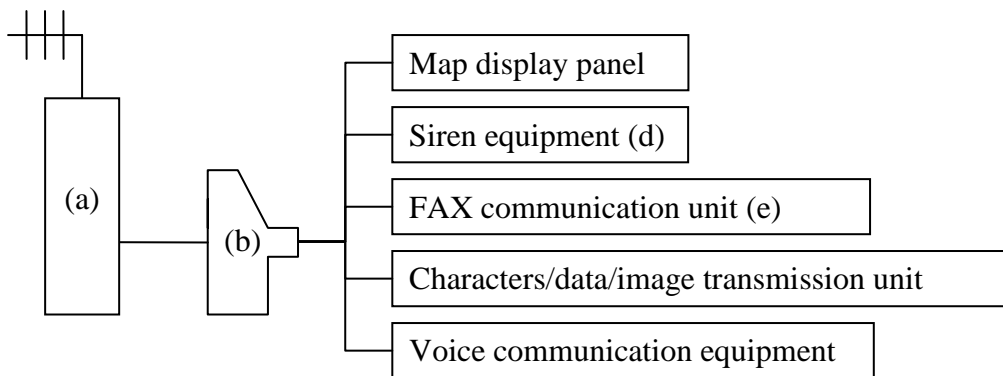 Map display panel
Siren equipment (d)
(a)
FAX communication unit (e)
(b)
Characters/data/image transmission unit
Voice communication equipment